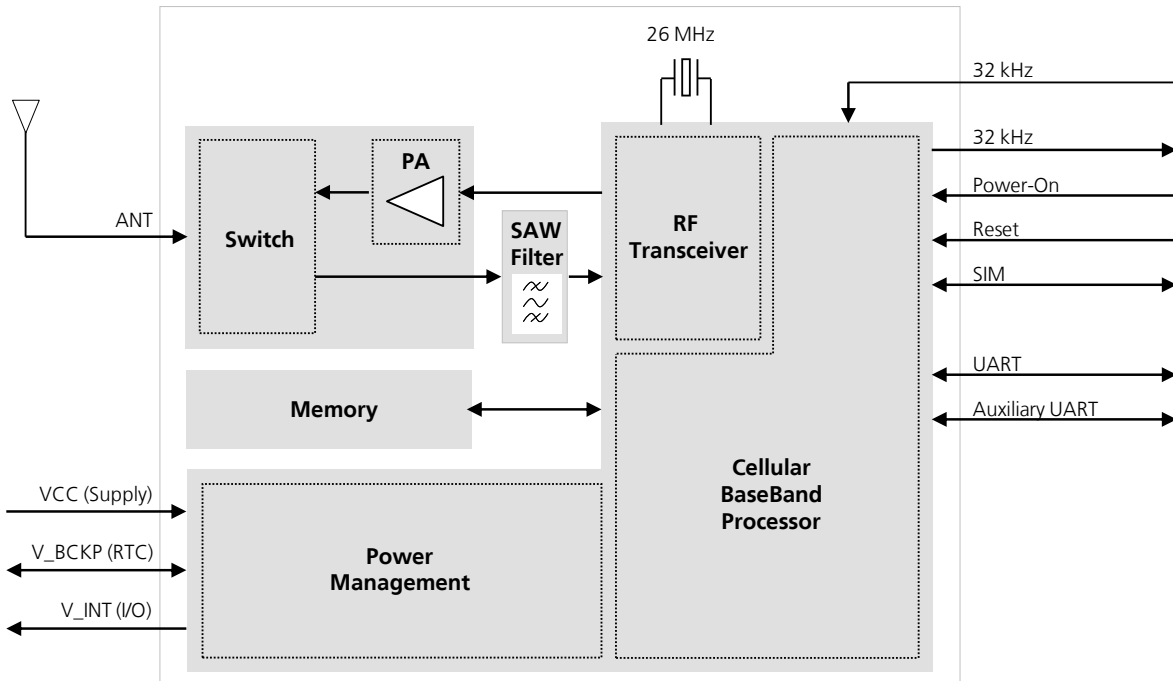 26 MHz
32 kHz
32 kHz
PA
Power-On
ANT
Switch
SAW
Filter
RF
Transceiver
Reset
SIM
UART
Memory
Auxiliary UART
Cellular
BaseBand
Processor
VCC (Supply)
V_BCKP (RTC)
Power
Management
V_INT (I/O)